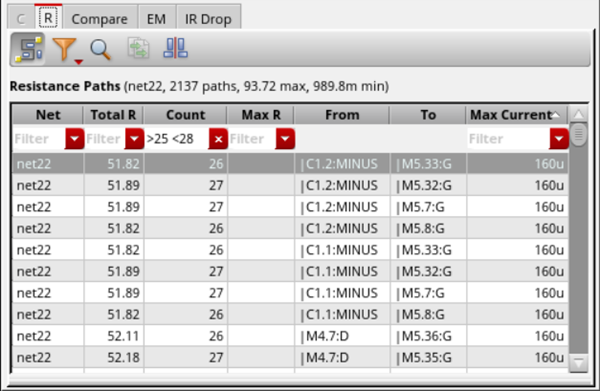 C R Compare EM IR Drop
Resistance Paths (net22, 2137 paths, 93.72 max, 989.8m min)
Net Total R Count Max R From To Max Current
Filter Filter >25 <28 Filter Filter
net22 51.82 26 |C1.2:MINUS |M5.33:G 160u
net22 51.89 27 |C1.2:MINUS |M5.32:G 160u
net22 51.89 27 |C1.2:MINUS |M5.7:G 160u
net22 51.82 26 |C1.2:MINUS |M5.8:G 160u
net22 51.82 26 |C1.1:MINUS |M5.33:G 160u
net22 51.89 27 |C1.1:MINUS |M5.32:G 160u
net22 51.89 27 |C1.1:MINUS |M5.7:G 160u
net22 51.82 26 |C1.1:MINUS |M5.8:G 160u
net22 52.11 26 |M4.7:D |M5.36:G 160u
net22 52.18 27 |M4.7:D |M5.35:G 160u